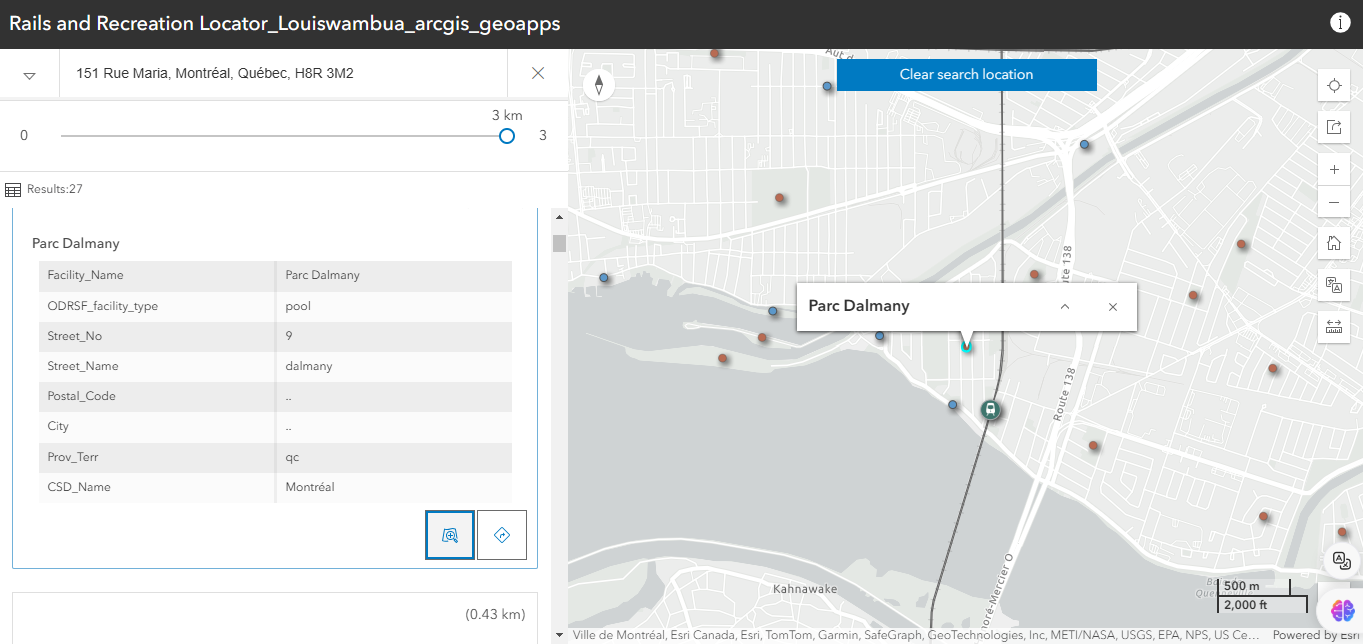 Rails and Recreation Locator_Louiswambua_arcgis_geoapps
151 Rue Maria, Montréal, Québec, H8R 3M2
3 km
0
3
Results:27
Parc Dalmany
Facility_Name Parc Dalmany
ODRSF_facility_type pool
Street_No 9
Street_Name dalmany
Postal_Code ..
City ..
Prov_Terr qc
CSD_Name Montréal
(0.43 km)
Aut d
Clear search location
Route 138
Parc Dalmany
Route 138
Kahnawake
500 m
2,000 ft
Ville de Montréal, Esri Canada, Esri, TomTom, Garmin, SafeGraph, GeoTechnologies, Inc, METI/NASA, USGS, EPA, NPS, US Ce...
Powered by Esri